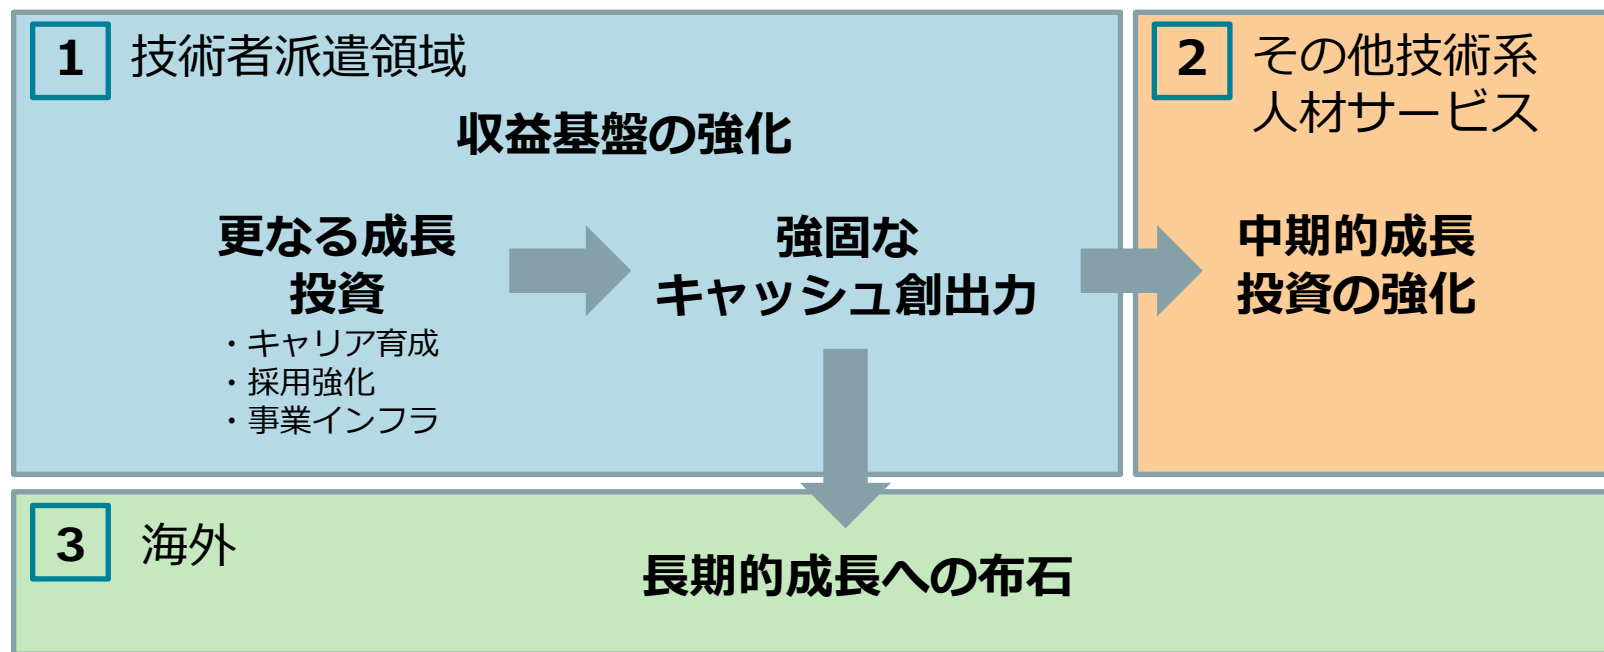 1 技術者派遣領域
収益基盤の強化
更なる成長
投資
・キャリア育成
・採用強化
・事業インフラ
強固な
キャッシュ創出力
2 その他技術系
人材サービス
中期的成長
投資の強化
3 海外
長期的成長への布石